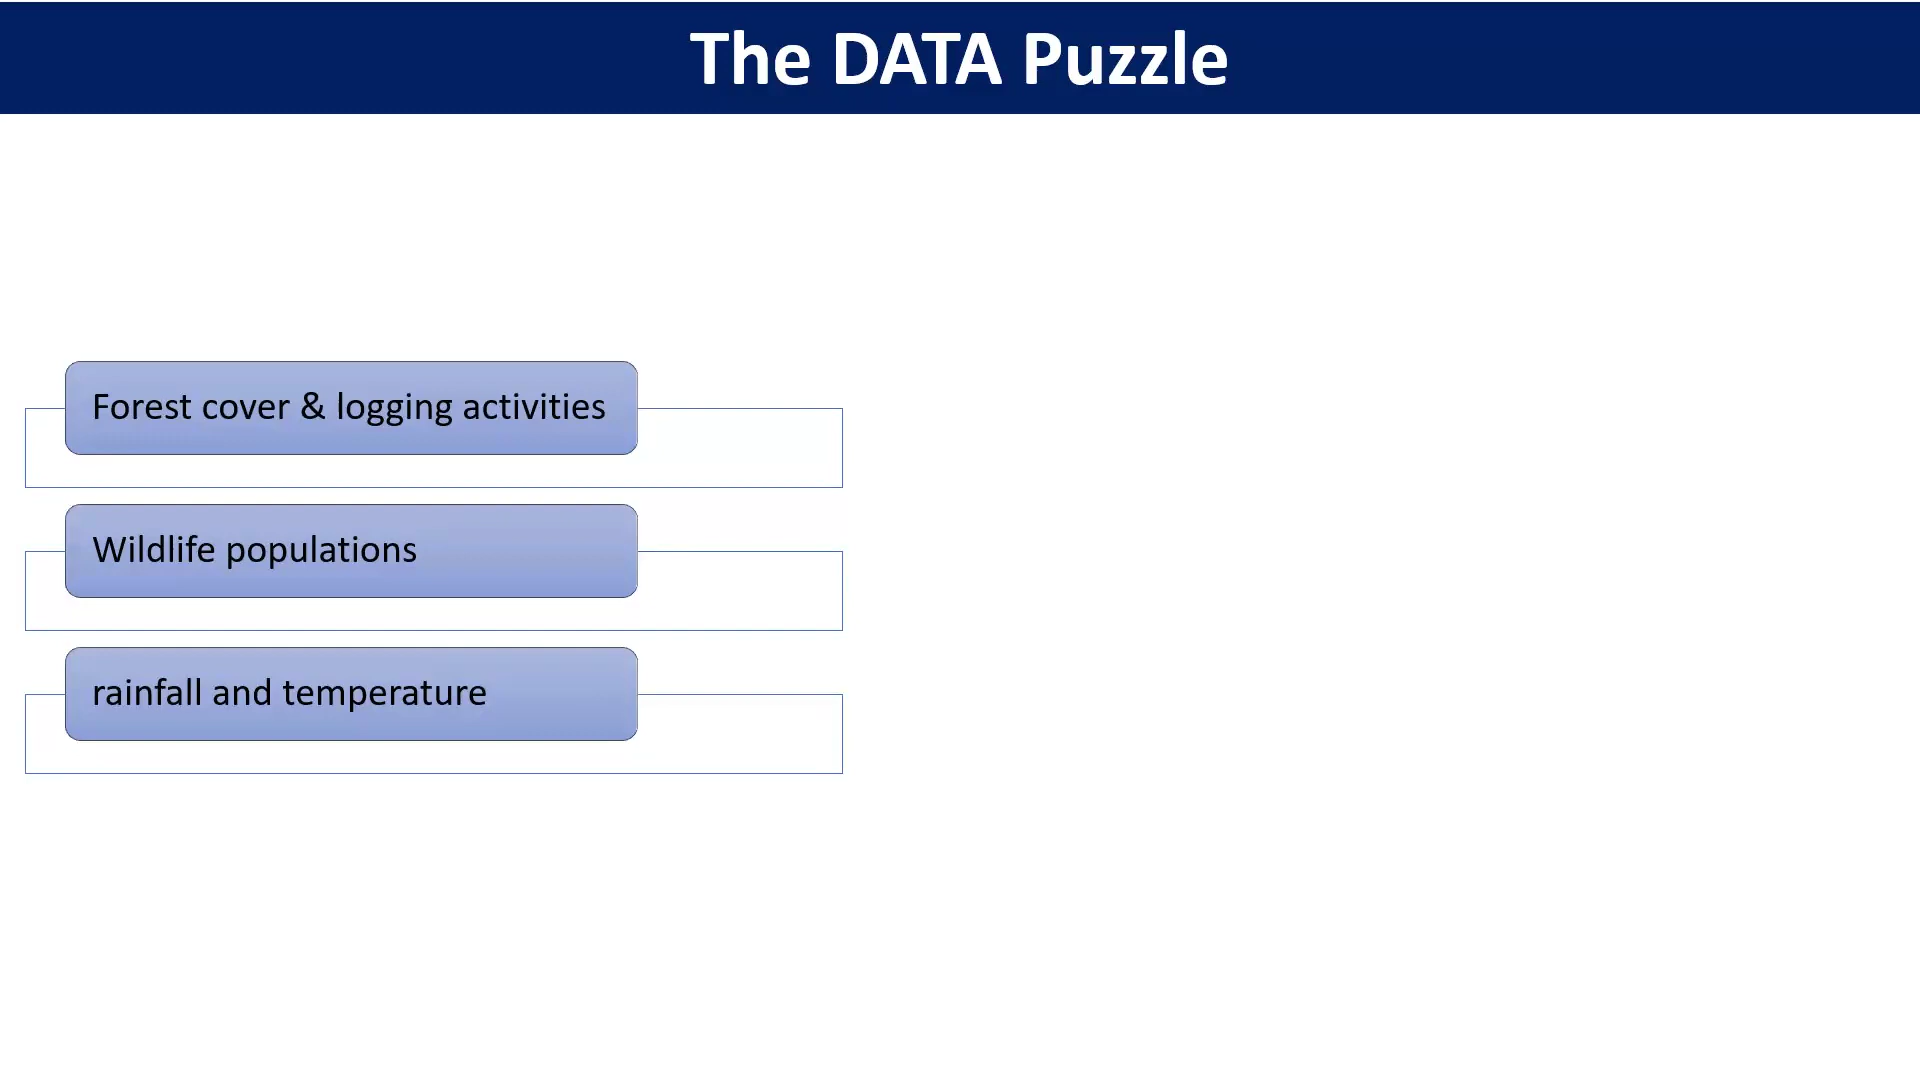 The DATA Puzzle
Forest cover & logging activities
Wildlife populations
rainfall and temperature